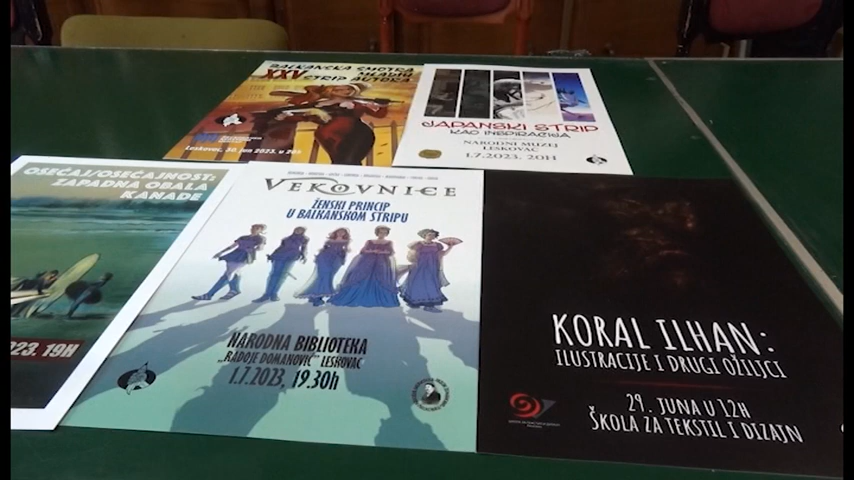 BALKANSKA SMOTRA
XXV MLADIH
STRIP AUTORA
Leskovac, 30. jun 2023. u 20h
JAPANSKI STRIP
KAO INSPIRACIJA
NARODNI MUZEJ
LESKOVAC
1.7.2023, 20H
OSEĆAJ/OSEĆAJNOST:
ZAPADNA OBALA
KANADE
023. 19H
VEKOVNICE
ŽENSKI PRINCIP
U BALKANSKOM STRIPU
NARODNA BIBLIOTEKA
„RADOJE DOMANOVIĆ“ LESKOVAC
1.7.2023, 19.30h
KORAL ILHAN:
ILUSTRACIJE I DRUGI OŽILJCI
29. JUNA U 12H
ŠKOLA ZA TEKSTIL I DIZAJN